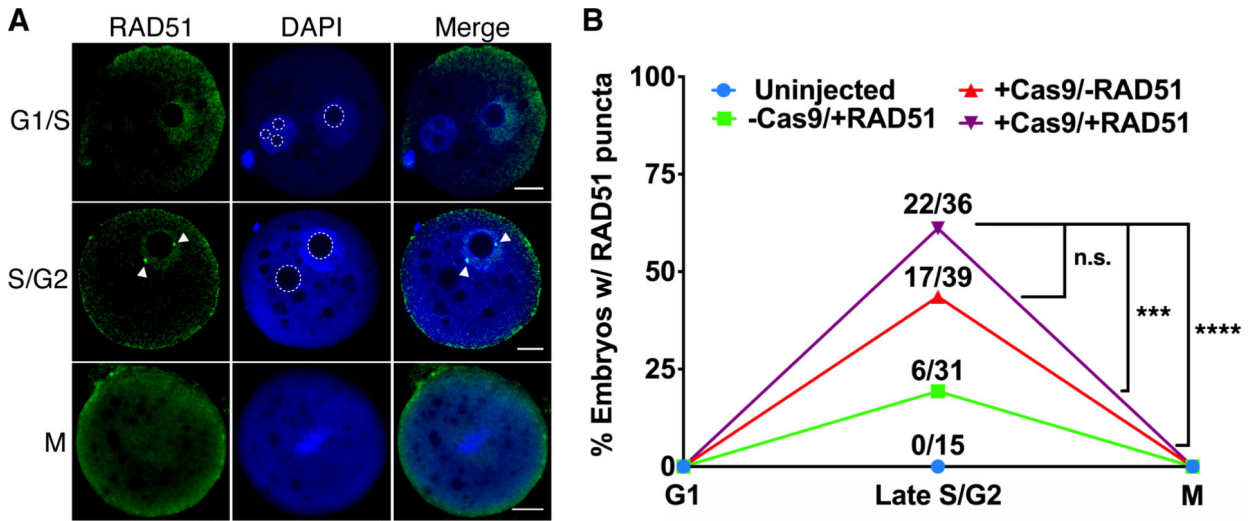 A
RAD51 DAPI Merge
G1/S
S/G2
M
B
% Embryos w/ RAD51 puncta
100
75
50
25
0
Uninjected
-Cas9/+RAD51
+Cas9/-RAD51
+Cas9/+RAD51
22/36
17/39
6/31
0/15
n.s.
***
****
G1 Late S/G2 M